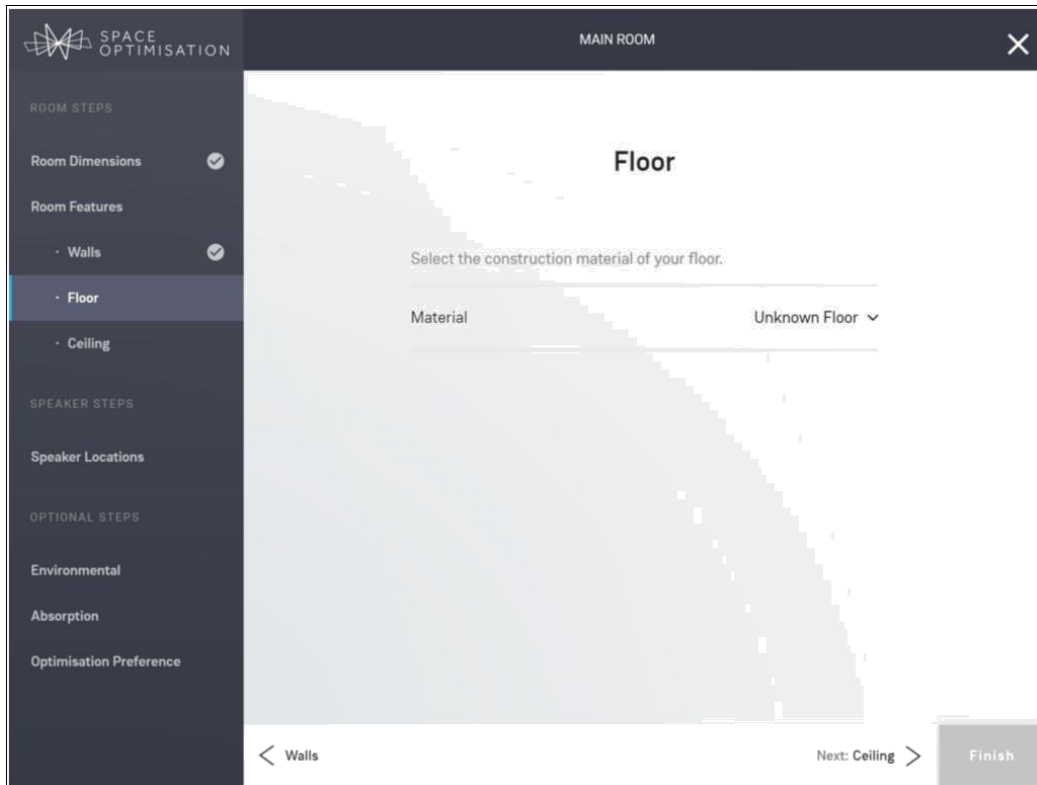 SPACE
OPTIMISATION
MAIN ROOM
ROOM STEPS
Room Dimensions
Room Features
· Walls
· Floor
· Ceiling
SPEAKER STEPS
Speaker Locations
OPTIONAL STEPS
Environmental
Absorption
Optimisation Preference
Floor
Select the construction material of your floor.
Material Unknown Floor
Walls
Next: Ceiling
Finish